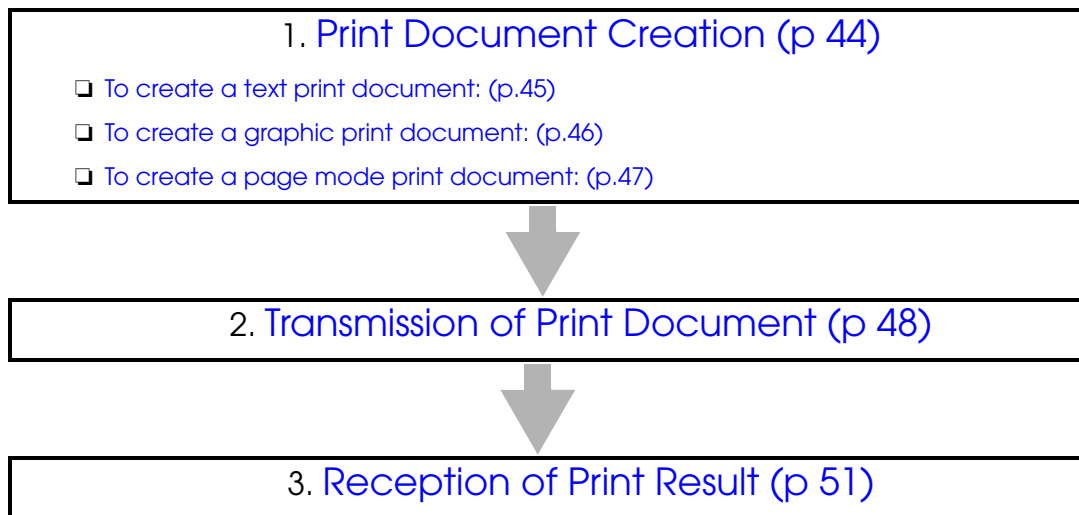 1. Print Document Creation (p 44)
❏ To create a text print document: (p.45)
❏ To create a graphic print document: (p.46)
❏ To create a page mode print document: (p.47)
2. Transmission of Print Document (p 48)
3. Reception of Print Result (p 51)